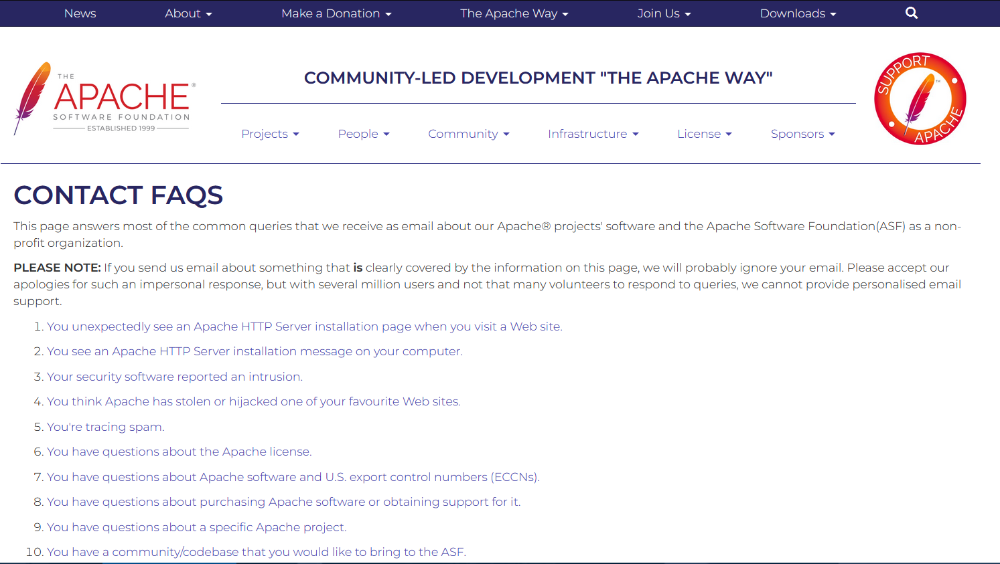 News About Make a Donation The Apache Way Join Us Downloads
THE
APACHE®
SOFTWARE FOUNDATION
ESTABLISHED 1999
COMMUNITY-LED DEVELOPMENT "THE APACHE WAY"
Projects People Community Infrastructure License Sponsors
SUPPORT
TM
APACHE
CONTACT FAQS
This page answers most of the common queries that we receive as email about our Apache® projects' software and the Apache Software Foundation(ASF) as a non-
profit organization.
PLEASE NOTE: If you send us email about something that is clearly covered by the information on this page, we will probably ignore your email. Please accept our
apologies for such an impersonal response, but with several million users and not that many volunteers to respond to queries, we cannot provide personalised email
support.
1. You unexpectedly see an Apache HTTP Server installation page when you visit a Web site.
2. You see an Apache HTTP Server installation message on your computer.
3. Your security software reported an intrusion.
4. You think Apache has stolen or hijacked one of your favourite Web sites.
5. You're tracing spam.
6. You have questions about the Apache license.
7. You have questions about Apache software and U.S. export control numbers (ECCNs).
8. You have questions about purchasing Apache software or obtaining support for it.
9. You have questions about a specific Apache project.
10. You have a community/codebase that you would like to bring to the ASF.